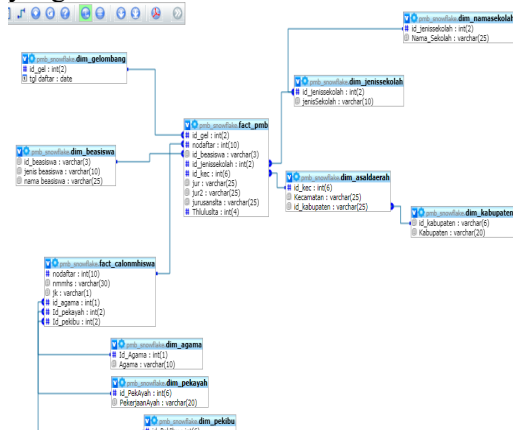 pmb_snowflake.dim_namasekolah
id_jenissekolah : int(2)
Nama_Sekolah : varchar(25)
pmb_snowflake.dim_gelombang
id_gel : int(2)
tgl daftar : date
pmb_snowflake.dim_jenissekolah
id_jenissekolah : int(2)
jenisSekolah : varchar(10)
pmb_snowflake.fact_pmb
id_gel : int(2)
nodaftar : int(10)
id_beasiswa : varchar(3)
id_jenissekolah : int(2)
id_kec : int(6)
jur : varchar(25)
jur2 : varchar(25)
jurusanslta : varchar(25)
Thlulusslta : int(4)
pmb_snowflake.dim_beasiswa
id_beasiswa : varchar(3)
jenis beasiswa : varchar(10)
nama beasiswa : varchar(25)
pmb_snowflake.dim_asaldaerah
id_kec : int(6)
Kecamatan : varchar(25)
id_kabupaten : varchar(25)
pmb_snowflake.dim_kabupaten
id_kabupaten : varchar(6)
Kabupaten : varchar(20)
pmb_snowflake.fact_calonmhiswa
nodaftar : int(10)
nmmhs : varchar(30)
jk : varchar(1)
id_agama : int(1)
Id_pekayah : int(2)
Id_pekibu : int(2)
pmb_snowflake.dim_agama
Id_Agama : int(1)
Agama : varchar(10)
pmb_snowflake.dim_pekayah
id_PekAyah : int(6)
PekerjaanAyah : varchar(20)
pmb_snowflake.dim_pekibu